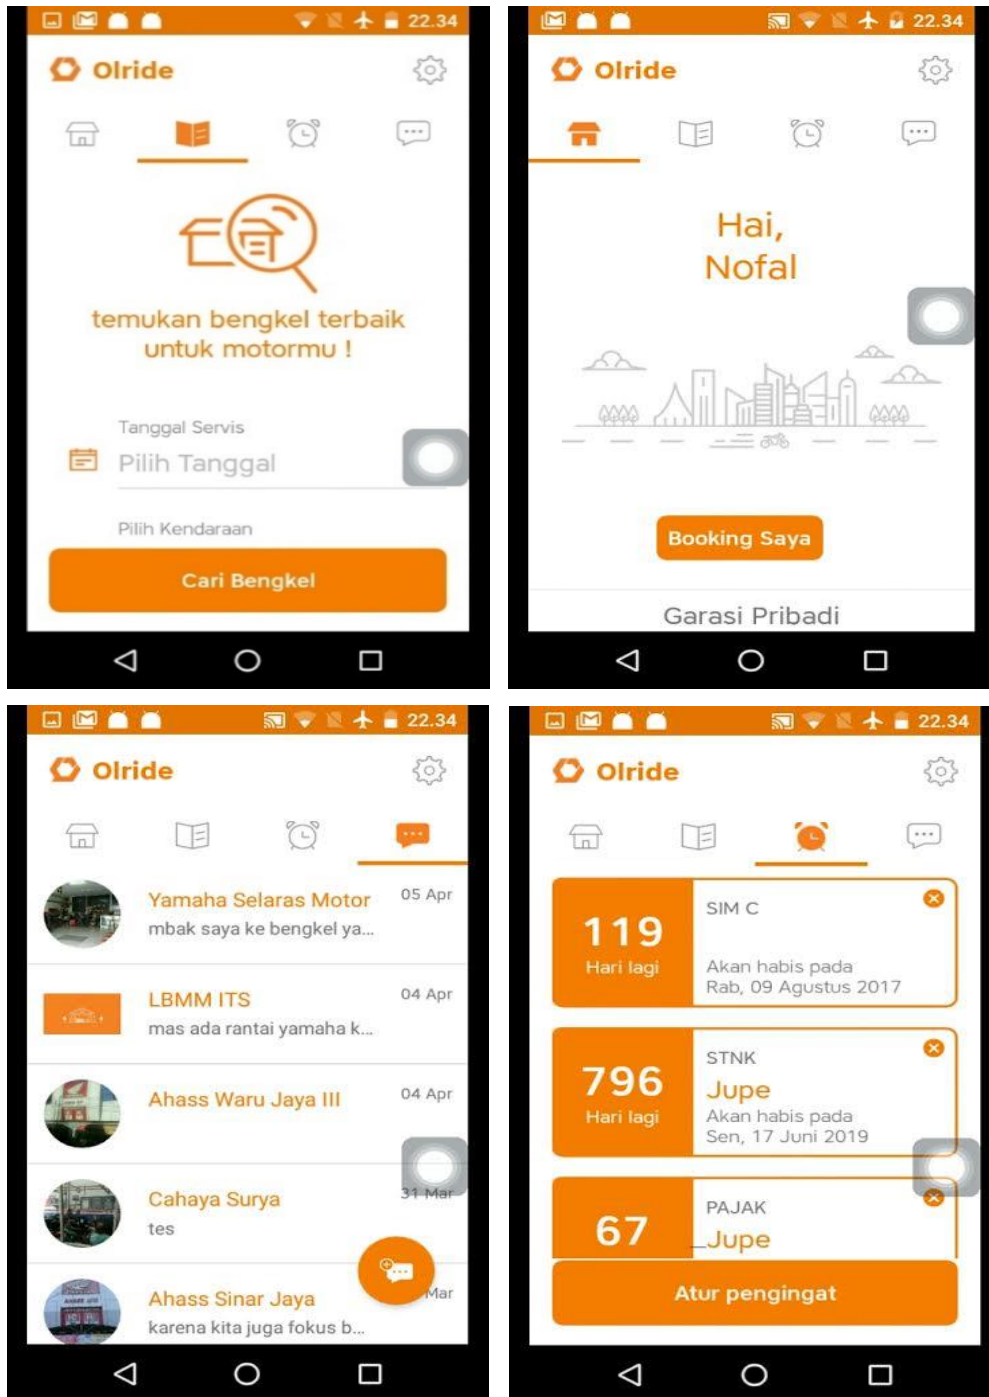 22.34
Olride
temukan bengkel terbaik
untuk motormu !
Tanggal Servis
Pilih Tanggal
Pilih Kendaraan
Cari Bengkel
22.34
Olride
Hai,
Nofal
Booking Saya
Garasi Pribadi
22.34
Olride
Yamaha Selaras Motor 05 Apr
mbak saya ke bengkel ya...
LBMM ITS 04 Apr
mas ada rantai yamaha k...
Ahass Waru Jaya III 04 Apr
Cahaya Surya 31 Mar
tes
Ahass Sinar Jaya Mar
karena kita juga fokus b...
22.34
Olride
119
Hari lagi
SIM C
Akan habis pada
Rab, 09 Agustus 2017
796
Hari lagi
STNK
Jupe
Akan habis pada
Sen, 17 Juni 2019
67
PAJAK
_Jupe
Atur pengingat